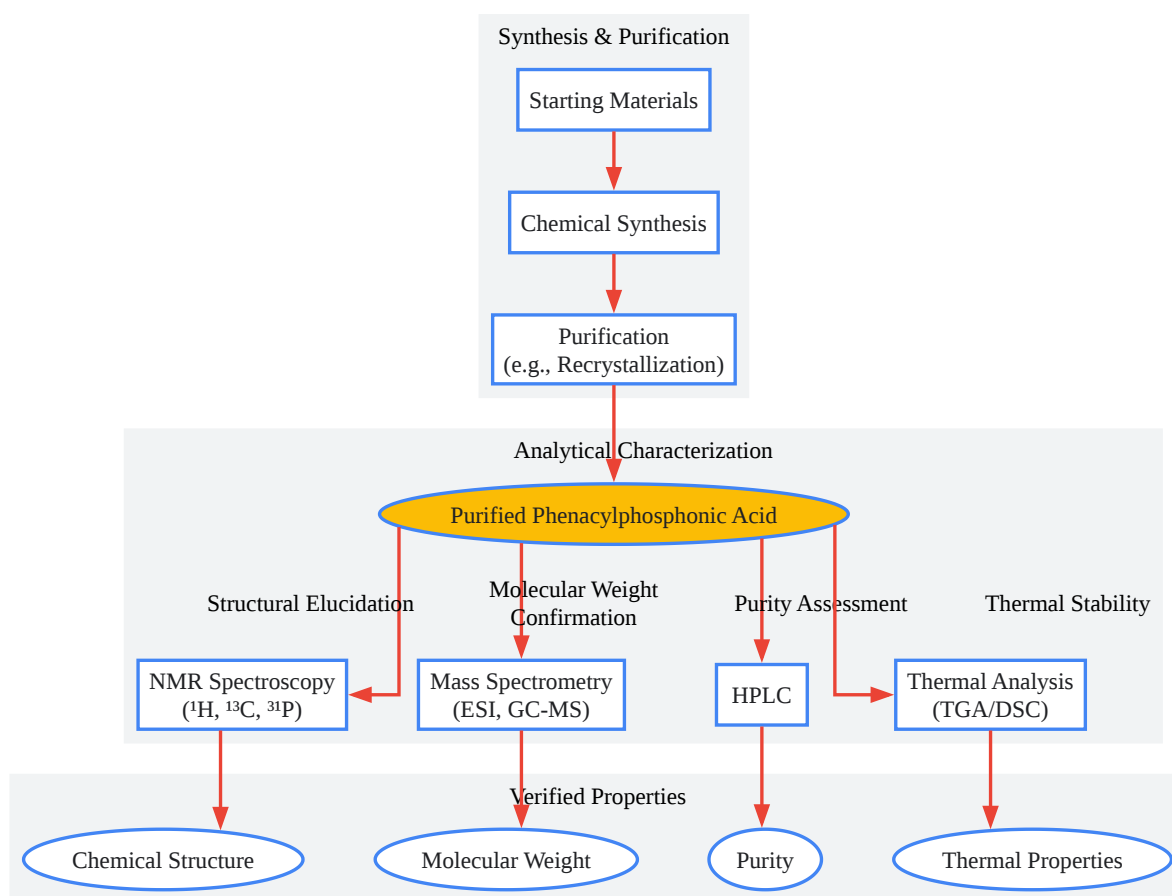 Synthesis & Purification
Starting Materials
Chemical Synthesis
Purification
(e.g., Recrystallization)
Analytical Characterization
Purified Phenacylphosphonic Acid
Structural Elucidation
Molecular Weight
Confirmation
Purity Assessment
Thermal Stability
NMR Spectroscopy
(¹H, ¹³C, ³¹P)
Mass Spectrometry
(ESI, GC-MS)
HPLC
Thermal Analysis
(TGA/DSC)
Verified Properties
Chemical Structure
Molecular Weight
Purity
Thermal Properties